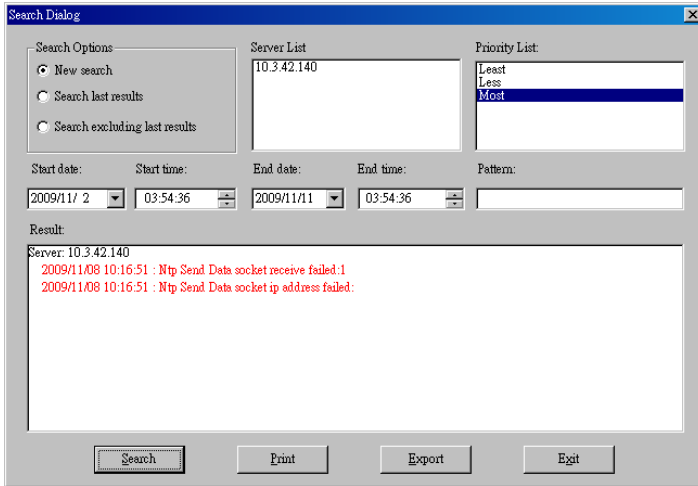 Search Dialog
Search Options
New search
Search last results
Search excluding last results
Server List
10.3.42.140
Priority List:
Least
Less
Most
Start date:
Start time:
End date:
End time:
Pattern:
2009/11/ 2
03:54:36
2009/11/11
03:54:36
Result:
Server: 10.3.42.140
2009/11/08 10:16:51 : Ntp Send Data socket receive failed:1
2009/11/08 10:16:51 : Ntp Send Data socket ip address failed:
Search
Print
Export
Exit